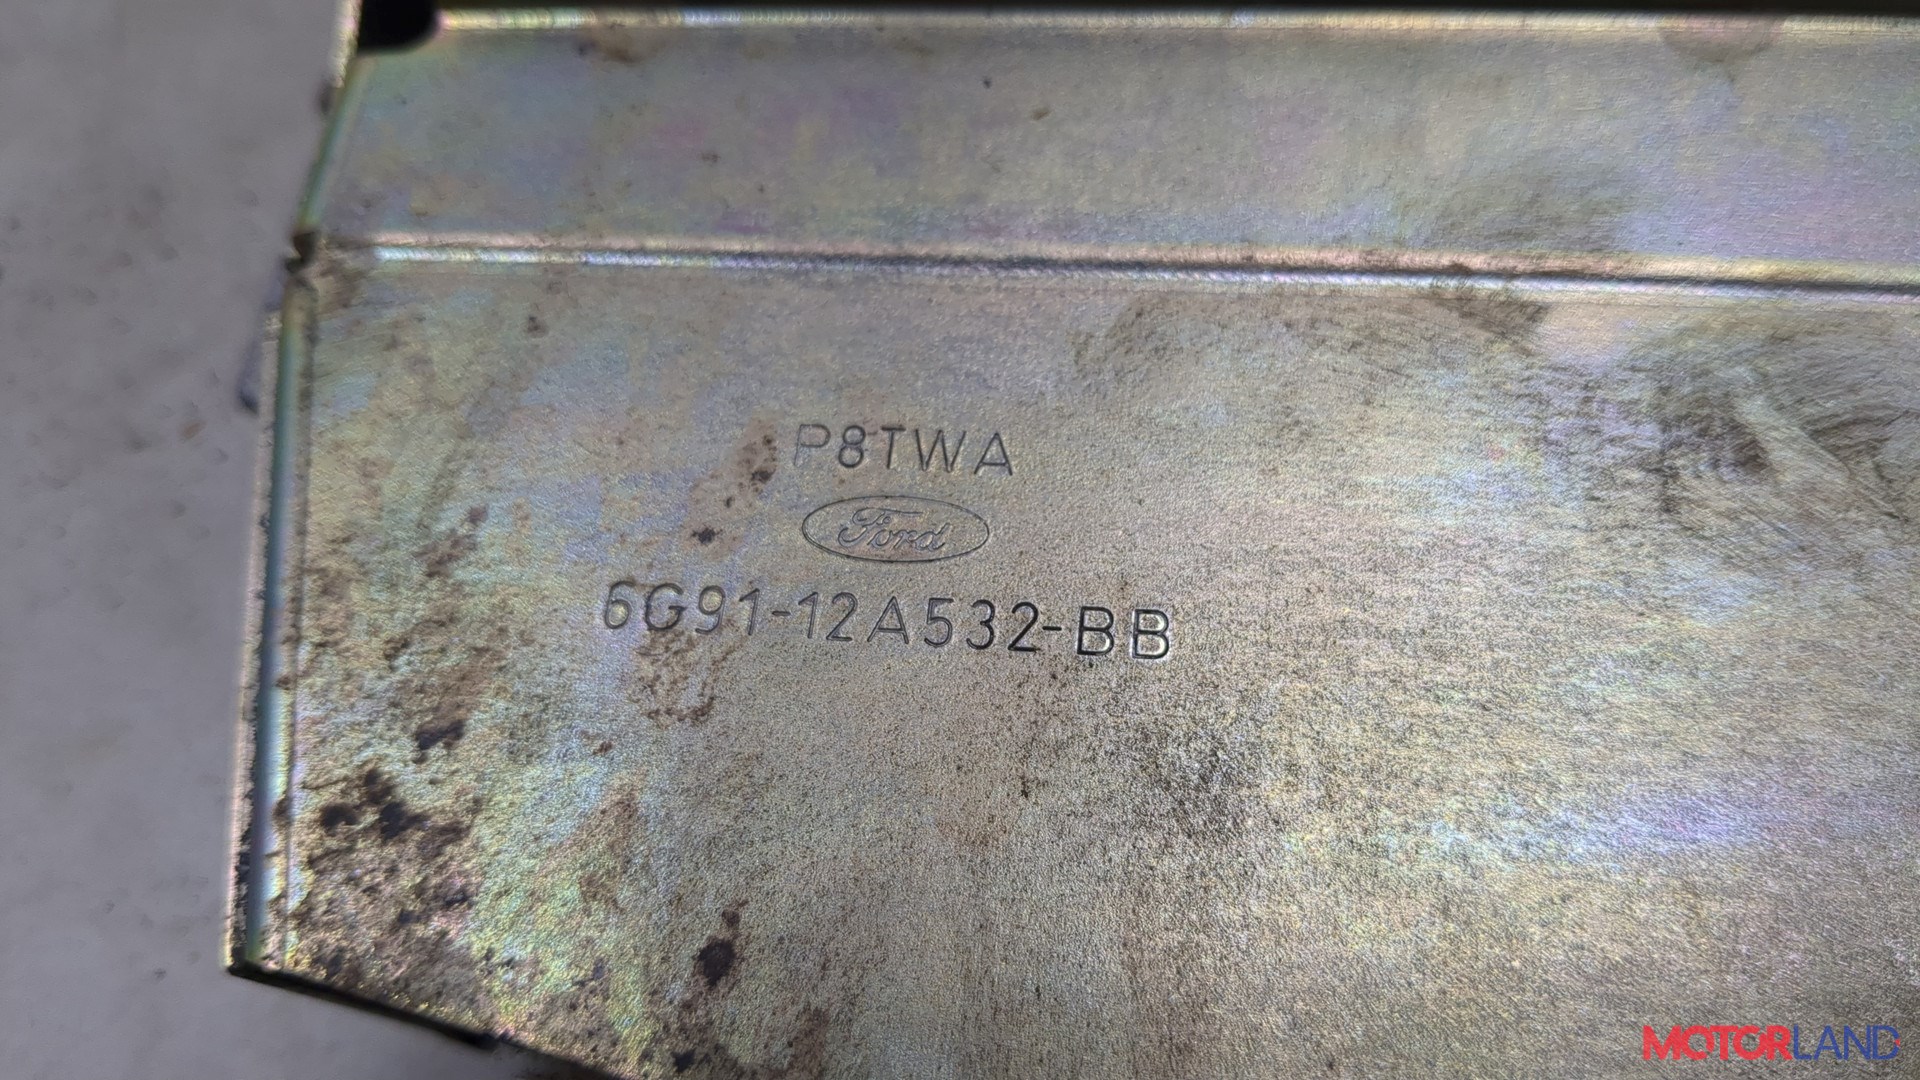 P8TWA
Ford
6G91-12A532-BB
MOTORLAND